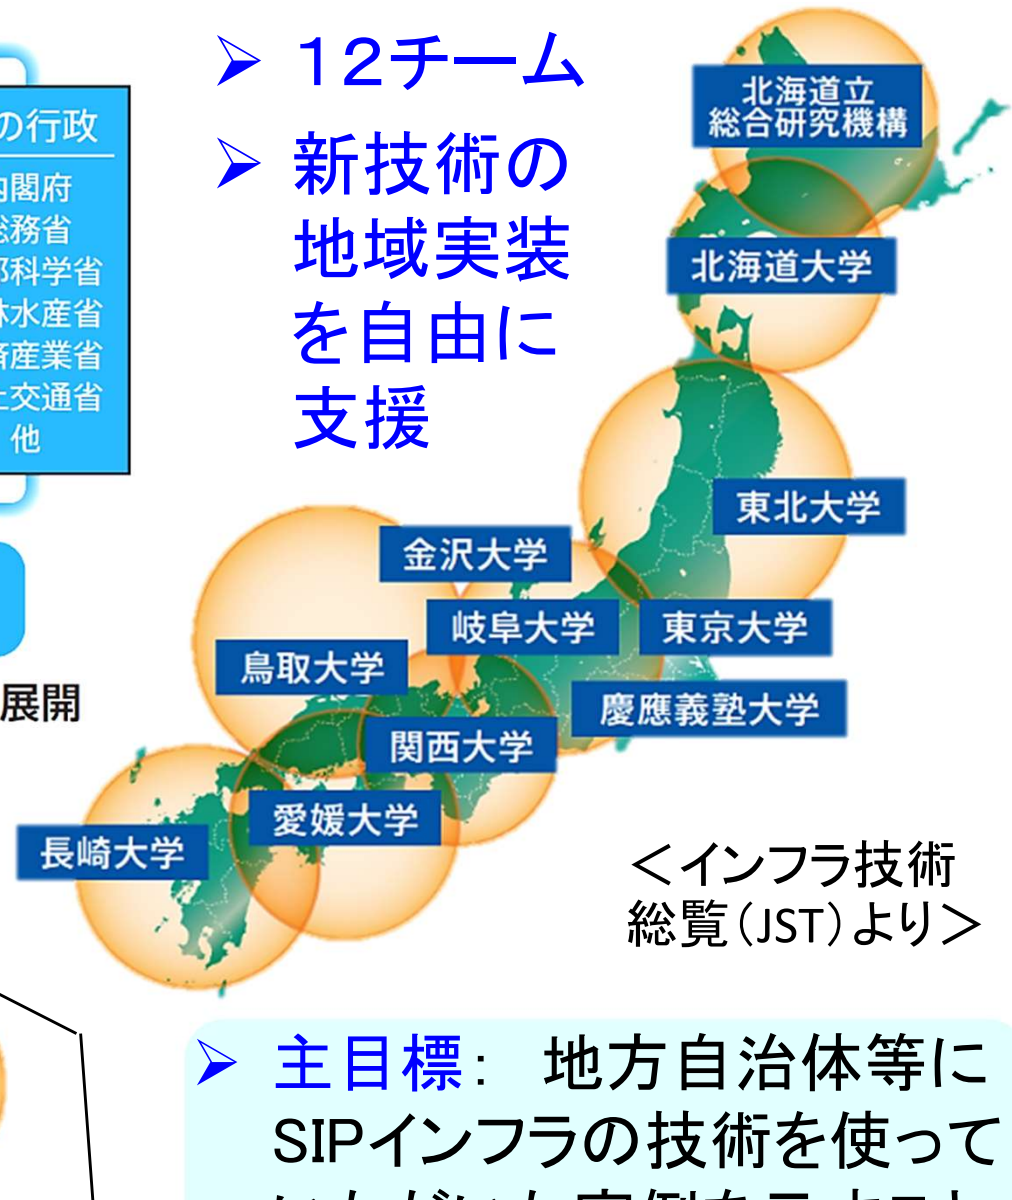 の行政
内閣府
総務省
科学省
水産省
産業省
交通省
他
展開
➢ 12チーム
➢ 新技術の
地域実装
を自由に
支援
北海道立
総合研究機構
北海道大学
東北大学
金沢大学
岐阜大学
東京大学
鳥取大学
慶應義塾大学
関西大学
愛媛大学
長崎大学
＜インフラ技術
総覧（JST）より＞
➢ 主目標： 地方自治体等に
SIPインフラの技術を使って